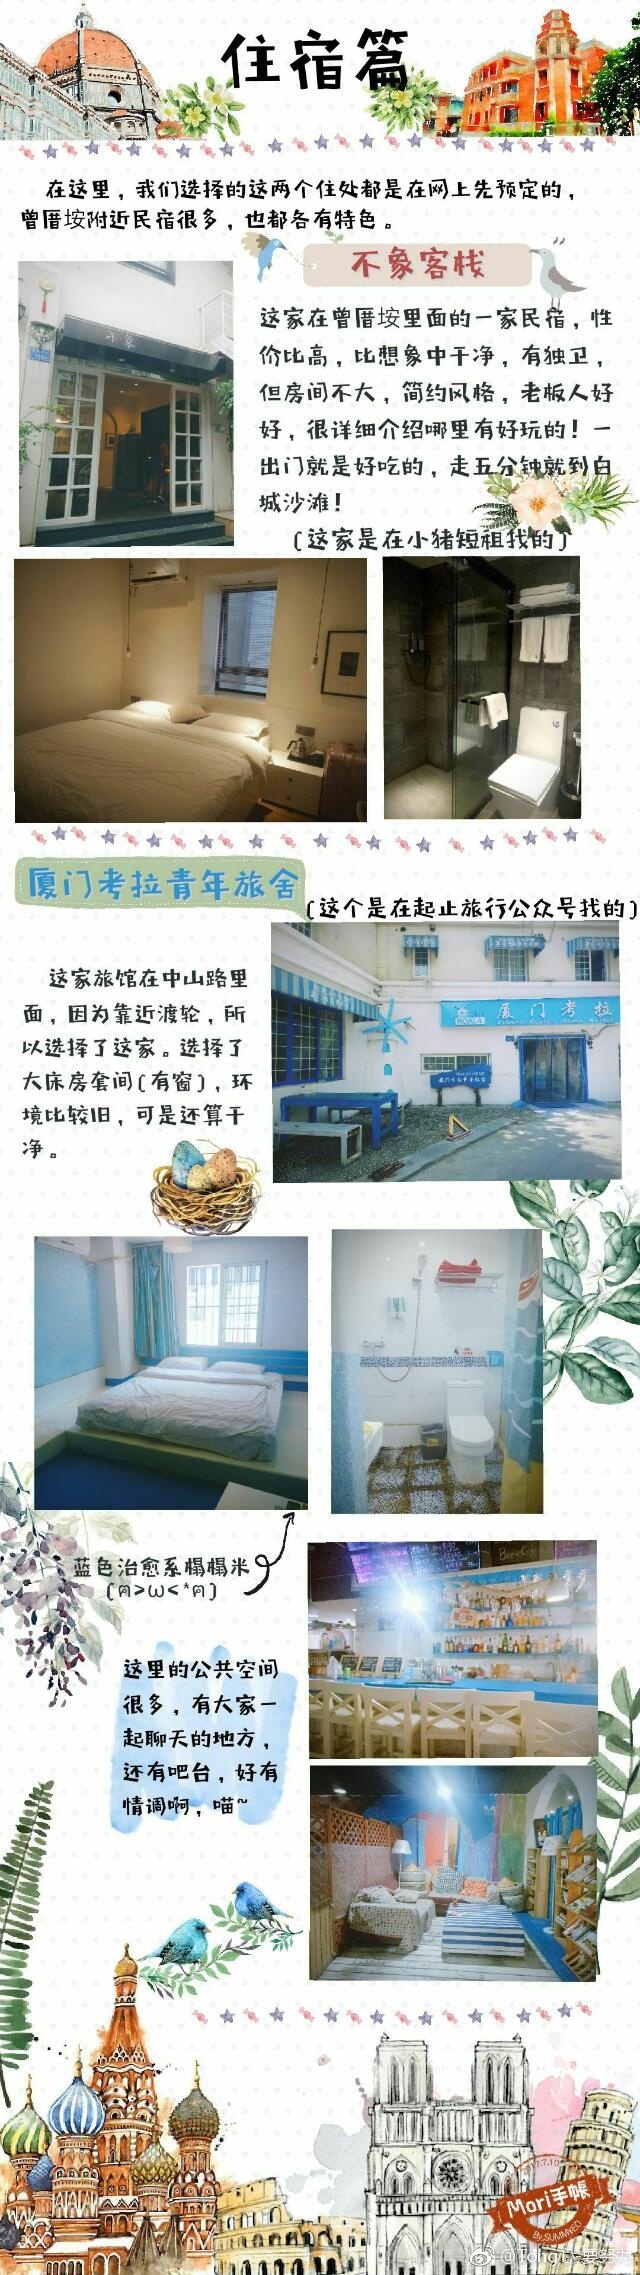 住宿篇
在这里，我们选择的这两个住处都是在网上先预定的，
曾厝垵附近民宿很多，也都各有特色。
不象客栈
这家在曾厝垵里面的一家民宿，性
价比高，比想象中干净，有独卫，
但房间不大，简约风格，老板人好
好，很详细介绍哪里有好玩的！一
出门就是好吃的，走五分钟就到白
城沙滩！
(这家是在小猪短租找的)
不象
厦门考拉青年旅舍
(这个是在起止旅行公众号找的)
这家旅馆在中山路里
面，因为靠近渡轮，所
以选择了这家。选择了
大床房套间(有窗)，环
境比较旧，可是还算干
净。
KOALA
厦门考拉
蓝色治愈系榻榻米
(ฅ>ω<*ฅ)
这里的公共空间
很多，有大家一
起聊天的地方，
还有吧台，好有
情调啊，喵~
Mori手帳
By.SUMMNEO